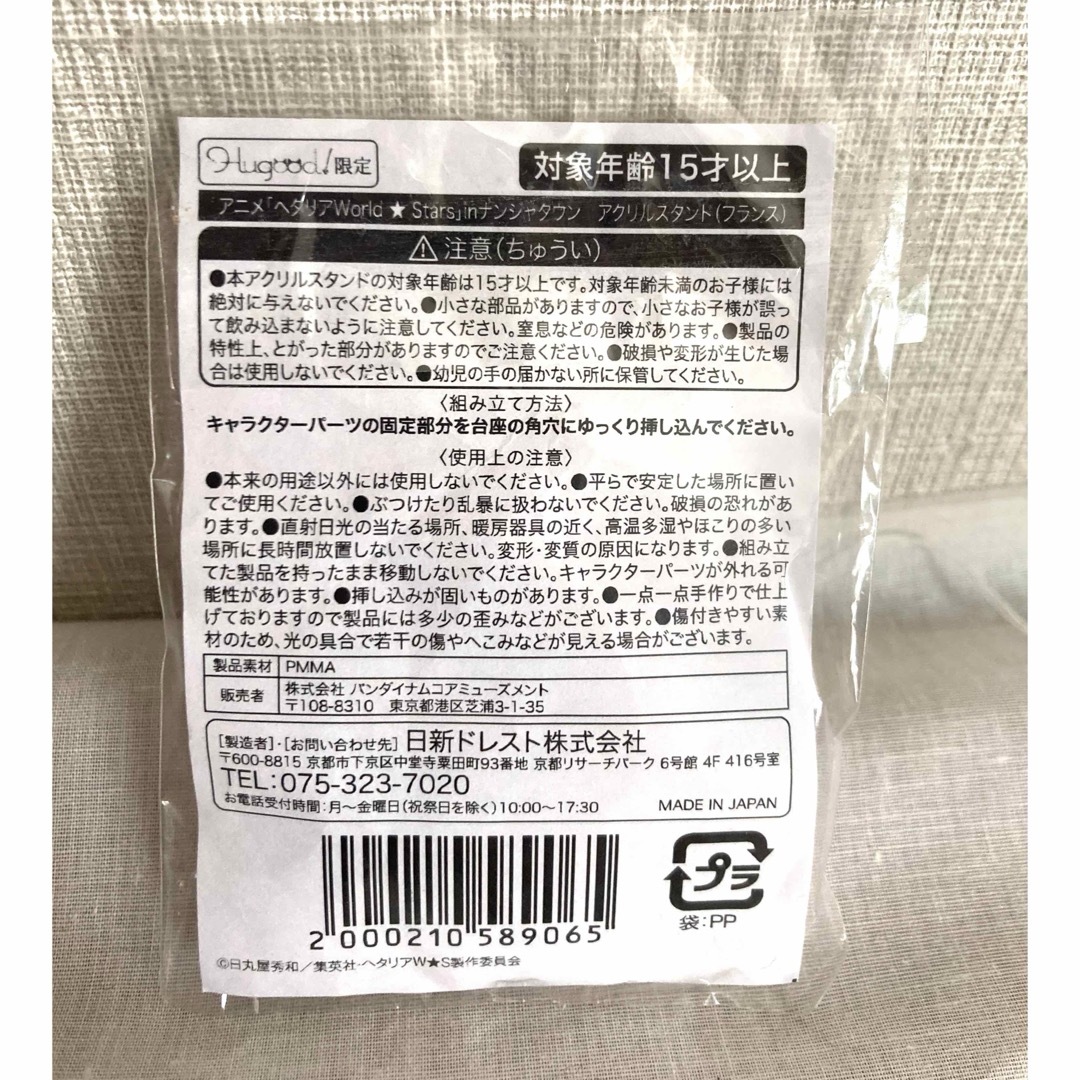 Hugood!限定
対象年齢15才以上
アニメ「ヘタリアWorld ★ Stars」inナンジャタウン　アクリルスタンド（フランス）
⚠注意（ちゅうい）
●本アクリルスタンドの対象年齢は15才以上です。対象年齢未満のお子様には
絶対に与えないでください。●小さな部品がありますので、小さなお子様が誤っ
て飲み込まないように注意してください。窒息などの危険があります。●製品の
特性上、とがった部分がありますのでご注意ください。●破損や変形が生じた場
合は使用しないでください。●幼児の手の届かない所に保管してください。
〈組み立て方法〉
キャラクターパーツの固定部分を台座の角穴にゆっくり挿し込んでください。
〈使用上の注意〉
●本来の用途以外には使用しないでください。●平らで安定した場所に置い
てご使用ください。●ぶつけたり乱暴に扱わないでください。破損の恐れがあ
ります。●直射日光の当たる場所、暖房器具の近く、高温多湿やほこりの多い
場所に長時間放置しないでください。変形・変質の原因になります。●組み立
てた製品を持ったまま移動しないでください。キャラクターパーツが外れる可
能性があります。●挿し込みが固いものがあります。●一点一点手作りで仕上
げておりますので製品には多少の歪みなどがございます。●傷付きやすい素
材のため、光の具合で若干の傷やへこみなどが見える場合がございます。
製品素材 PMMA
販売者 株式会社 バンダイナムコアミューズメント
〒108-8310　東京都港区芝浦3-1-35
［製造者］・［お問い合わせ先］日新ドレスト株式会社
〒600-8815 京都市下京区中堂寺粟田町93番地 京都リサーチパーク 6号館 4F 416号室
TEL：075-323-7020
お電話受付時間：月～金曜日（祝祭日を除く）10:00～17:30
MADE IN JAPAN
プラ
袋：PP
2 000210 589065
©日丸屋秀和／集英社・ヘタリアW★S製作委員会